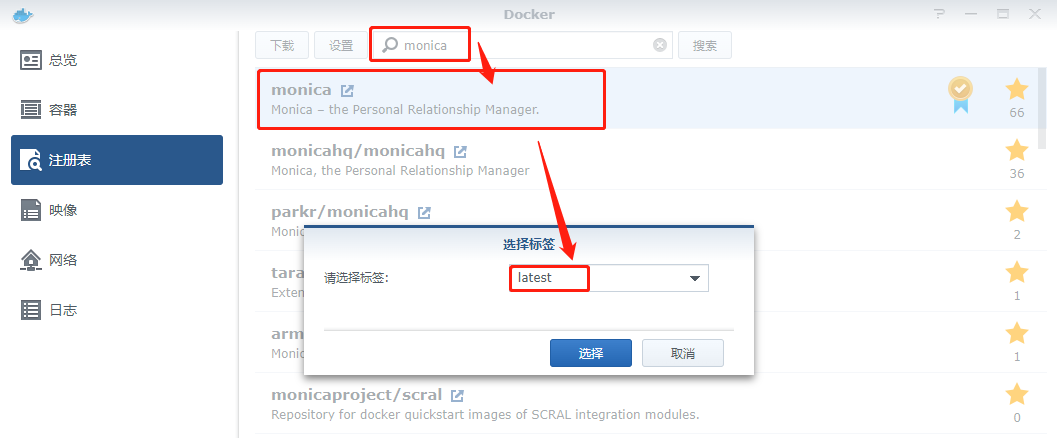 Docker
总览
容器
注册表
映像
网络
日志
下载
设置
monica
搜索
monica
Monica – the Personal Relationship Manager.
66
monicahq/monicahq
Monica, the Personal Relationship Manager
36
parkr/monicahq
Monic
2
tara
Exten
1
arm
Monic
1
monicaproject/scral
Repository for docker quickstart images of SCRAL integration modules.
0
选择标签
请选择标签:
latest
选择
取消